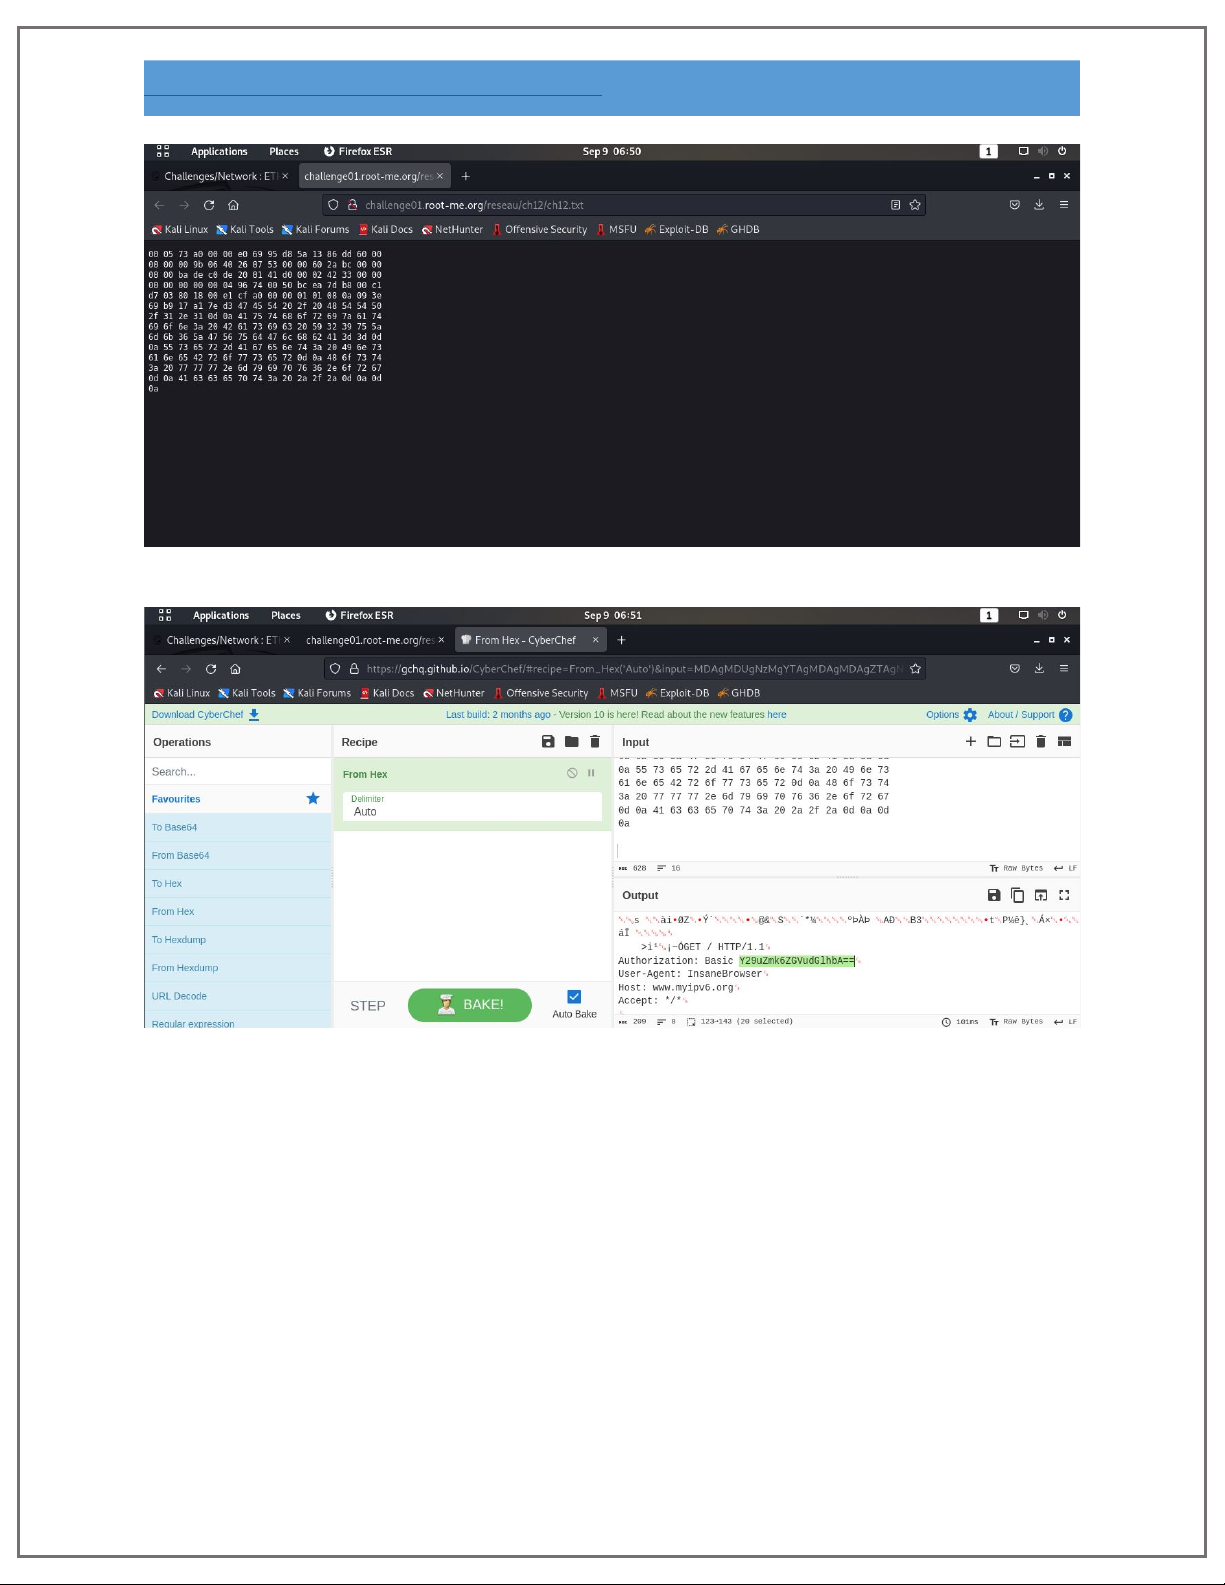 Applications Places Firefox ESR Sep 9 06:50 1
Challenges/Network : ET × challenge01.root-me.org/res × +
challenge01.root-me.org/reseau/ch12/ch12.txt
Kali Linux Kali Tools Kali Forums Kali Docs NetHunter Offensive Security MSFU Exploit-DB GHDB
00 05 73 a0 00 00 e0 69 95 d8 5a 13 86 dd 60 00
00 00 00 9b 06 40 26 07 53 00 00 60 2a bc 00 00
00 00 ba de c0 de 20 01 41 d0 00 02 42 33 00 00
00 00 00 00 00 04 96 74 00 50 bc ea 7d b8 00 c1
d7 03 80 18 00 e1 cf a0 00 00 01 01 08 0a 09 3e
69 b9 17 a1 7e d3 47 45 54 20 2f 20 48 54 54 50
2f 31 2e 31 0d 0a 41 75 74 68 6f 72 69 7a 61 74
69 6f 6e 3a 20 42 61 73 69 63 20 59 32 39 75 5a
6d 6b 36 5a 47 56 75 64 47 6c 68 62 41 3d 3d 0d
0a 55 73 65 72 2d 41 67 65 6e 74 3a 20 49 6e 73
61 6e 65 42 72 6f 77 73 65 72 0d 0a 48 6f 73 74
3a 20 77 77 77 2e 6d 79 69 70 76 36 2e 6f 72 67
0d 0a 41 63 63 65 70 74 3a 20 2a 2f 2a 0d 0a 0d
0a
Applications Places Firefox ESR Sep 9 06:51 1
Challenges/Network : ET × challenge01.root-me.org/res × From Hex - CyberChef × +
https://gchq.github.io/CyberChef/#recipe=From_Hex('Auto')&input=MDAgMDUgNzMgYTAgMDAgMDAgZTAgN
Kali Linux Kali Tools Kali Forums Kali Docs NetHunter Offensive Security MSFU Exploit-DB GHDB
Download CyberChef Last build: 2 months ago - Version 10 is here! Read about the new features here Options About / Support
Operations Recipe Input
Search...
From Hex
Delimiter
Auto
Favourites
To Base64
From Base64
To Hex
From Hex
To Hexdump
From Hexdump
URL Decode
Regular expression
STEP BAKE! Auto Bake
0a 55 73 65 72 2d 41 67 65 6e 74 3a 20 49 6e 73
61 6e 65 42 72 6f 77 73 65 72 0d 0a 48 6f 73 74
3a 20 77 77 77 2e 6d 79 69 70 76 36 2e 6f 72 67
0d 0a 41 63 63 65 70 74 3a 20 2a 2f 2a 0d 0a 0d
0a
628 16 Raw Bytes LF
Output
>i¹ ¡~ÓGET / HTTP/1.1
Authorization: Basic Y29uZmk6ZGVudGlhbA==
User-Agent: InsaneBrowser
Host: www.myipv6.org
Accept: */*
209 8 123→143 (20 selected) 101ms Raw Bytes LF